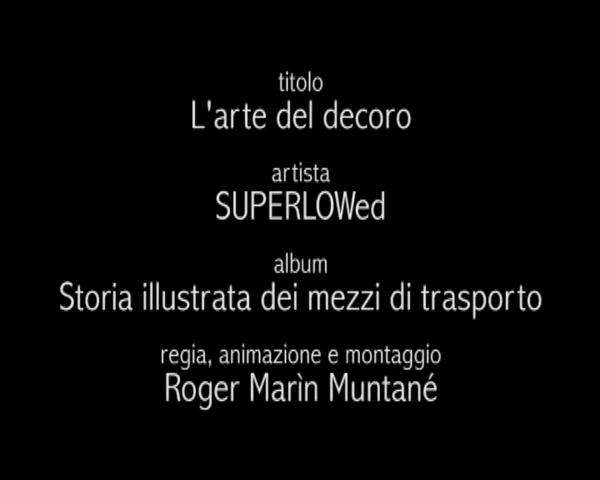 titolo
L'arte del decoro
artista
SUPERLOWed
album
Storia illustrata dei mezzi di trasporto
regia, animazione e montaggio
Roger Marìn Muntané